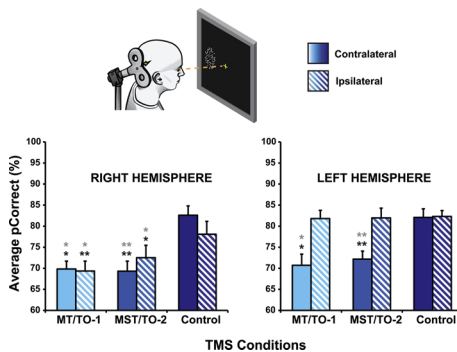 Contralateral
Ipsilateral
RIGHT HEMISPHERE
LEFT HEMISPHERE
Average pCorrect (%)
100
95
90
85
80
75
70
65
60
* * ** *
* ** ** *
MT/TO-1 MST/TO-2 Control
100
95
90
85
80
75
70
65
60
* **
* **
MT/TO-1 MST/TO-2 Control
TMS Conditions